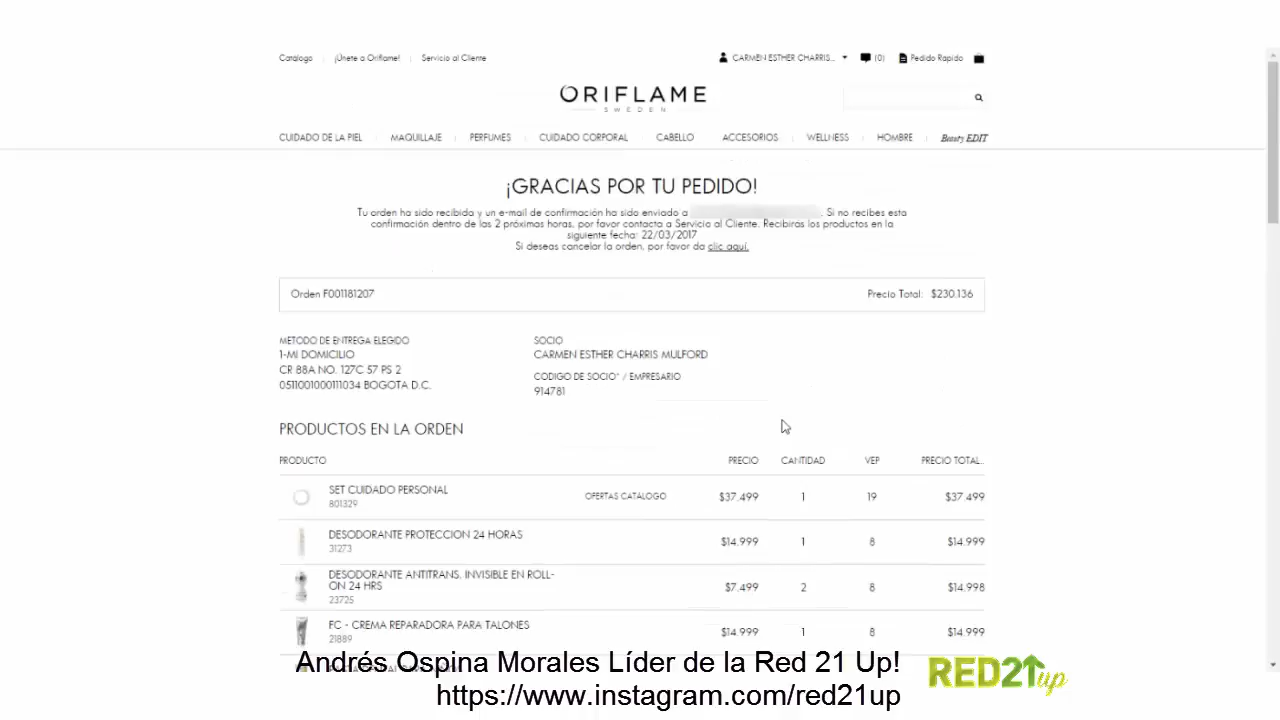 Catálogo ¡Únete a Oriflame! Servicio al Cliente CARMEN ESTHER CHARRIS... (0) Pedido Rapido
ORIFLAME
SWEDEN
CUIDADO DE LA PIEL MAQUILLAJE PERFUMES CUIDADO CORPORAL CABELLO ACCESORIOS WELLNESS HOMBRE Beauty EDIT
¡GRACIAS POR TU PEDIDO!
Tu orden ha sido recibida y un e-mail de confirmación ha sido enviado a . Si no recibes esta
confirmación dentro de las 2 próximas horas, por favor contacta a Servicio al Cliente. Recibirás los productos en la
siguiente fecha: 22/03/2017
Si deseas cancelar la orden, por favor da clic aquí.
Orden F001181207 Precio Total: $230.136
METODO DE ENTREGA ELEGIDO
1-MI DOMICILIO
CR 88A NO. 127C 57 PS 2
0511001000111034 BOGOTA D.C.
SOCIO
CARMEN ESTHER CHARRIS MULFORD
CODIGO DE SOCIO* / EMPRESARIO
914781
PRODUCTOS EN LA ORDEN
PRODUCTO PRECIO CANTIDAD VEP PRECIO TOTAL..
SET CUIDADO PERSONAL OFERTAS CATALOGO $37.499 1 19 $37.499
801329
DESODORANTE PROTECCION 24 HORAS $14.999 1 8 $14.999
31273
DESODORANTE ANTITRANS. INVISIBLE EN ROLL-
ON 24 HRS $7.499 2 8 $14.998
23725
FC - CREMA REPARADORA PARA TALONES $14.999 1 8 $14.999
21889
Andrés Ospina Morales Líder de la Red 21 Up!
https://www.instagram.com/red21up
RED21up